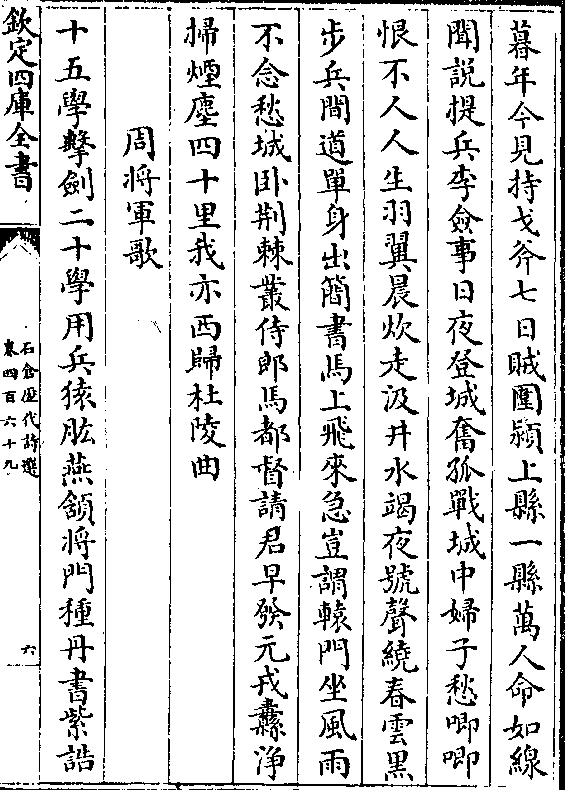 暮年今見持戈斧七日賊圍潁上縣一縣萬人命如線
聞説提兵李僉事日夜登城奮孤戰城中婦子愁喞喞
恨不人人生羽翼晨炊走汲井水竭夜號聲繞春雲黑
步兵間道單身出簡書馬上飛來急豈謂轅門坐風雨
不念愁城卧荆棘叢侍郎馬都督請君早發元戎纛浄
掃煙塵四十里我亦西歸杜陵曲
周將軍歌
十五學擊劍二十學用兵猿肱燕頷將門種丹書紫誥
欽定四庫全書
石倉歴代詩選
卷四百六十九
六